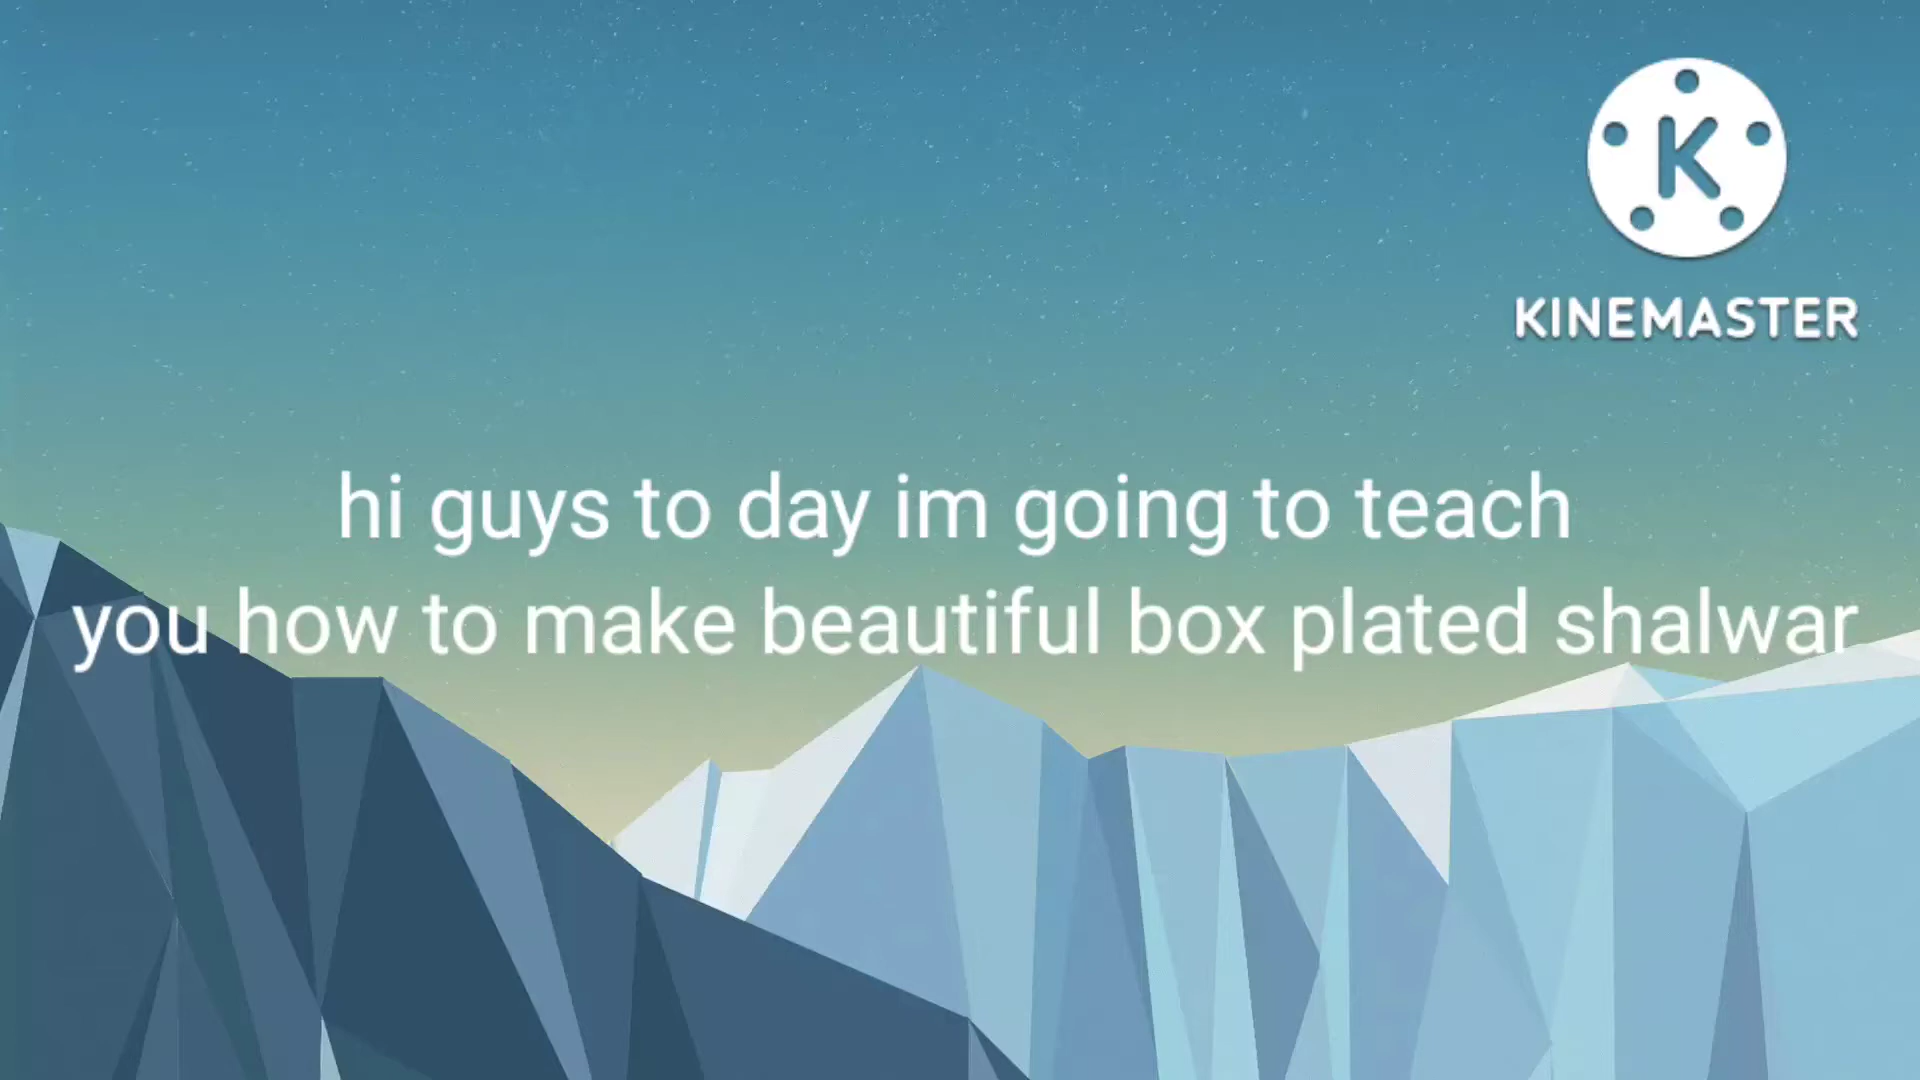 K
KINEMASTER
hi guys to day im going to teach
you how to make beautiful box plated shalwar